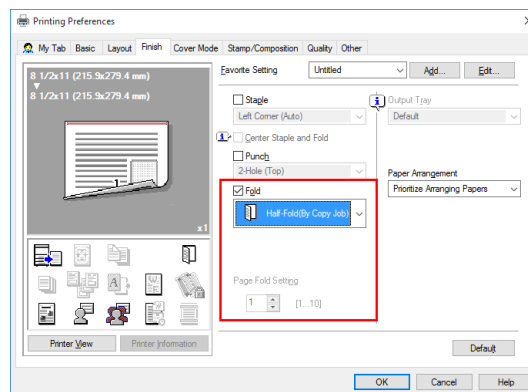 Printing Preferences
My Tab Basic Layout Finish Cover Mode Stamp/Composition Quality Other
8 1/2x11 (215.9x279.4 mm)
8 1/2x11 (215.9x279.4 mm)
1
x1
Printer View Printer Information
Favorite Setting Untitled Add... Edit...
Staple
Left Corner (Auto)
Center Staple and Fold
Punch
2-Hole (Top)
Fold
Half-Fold(By Copy Job)
Page Fold Setting
1 [1...10]
Output Tray
Default
Paper Arrangement
Prioritize Arranging Papers
Default
OK Cancel Help